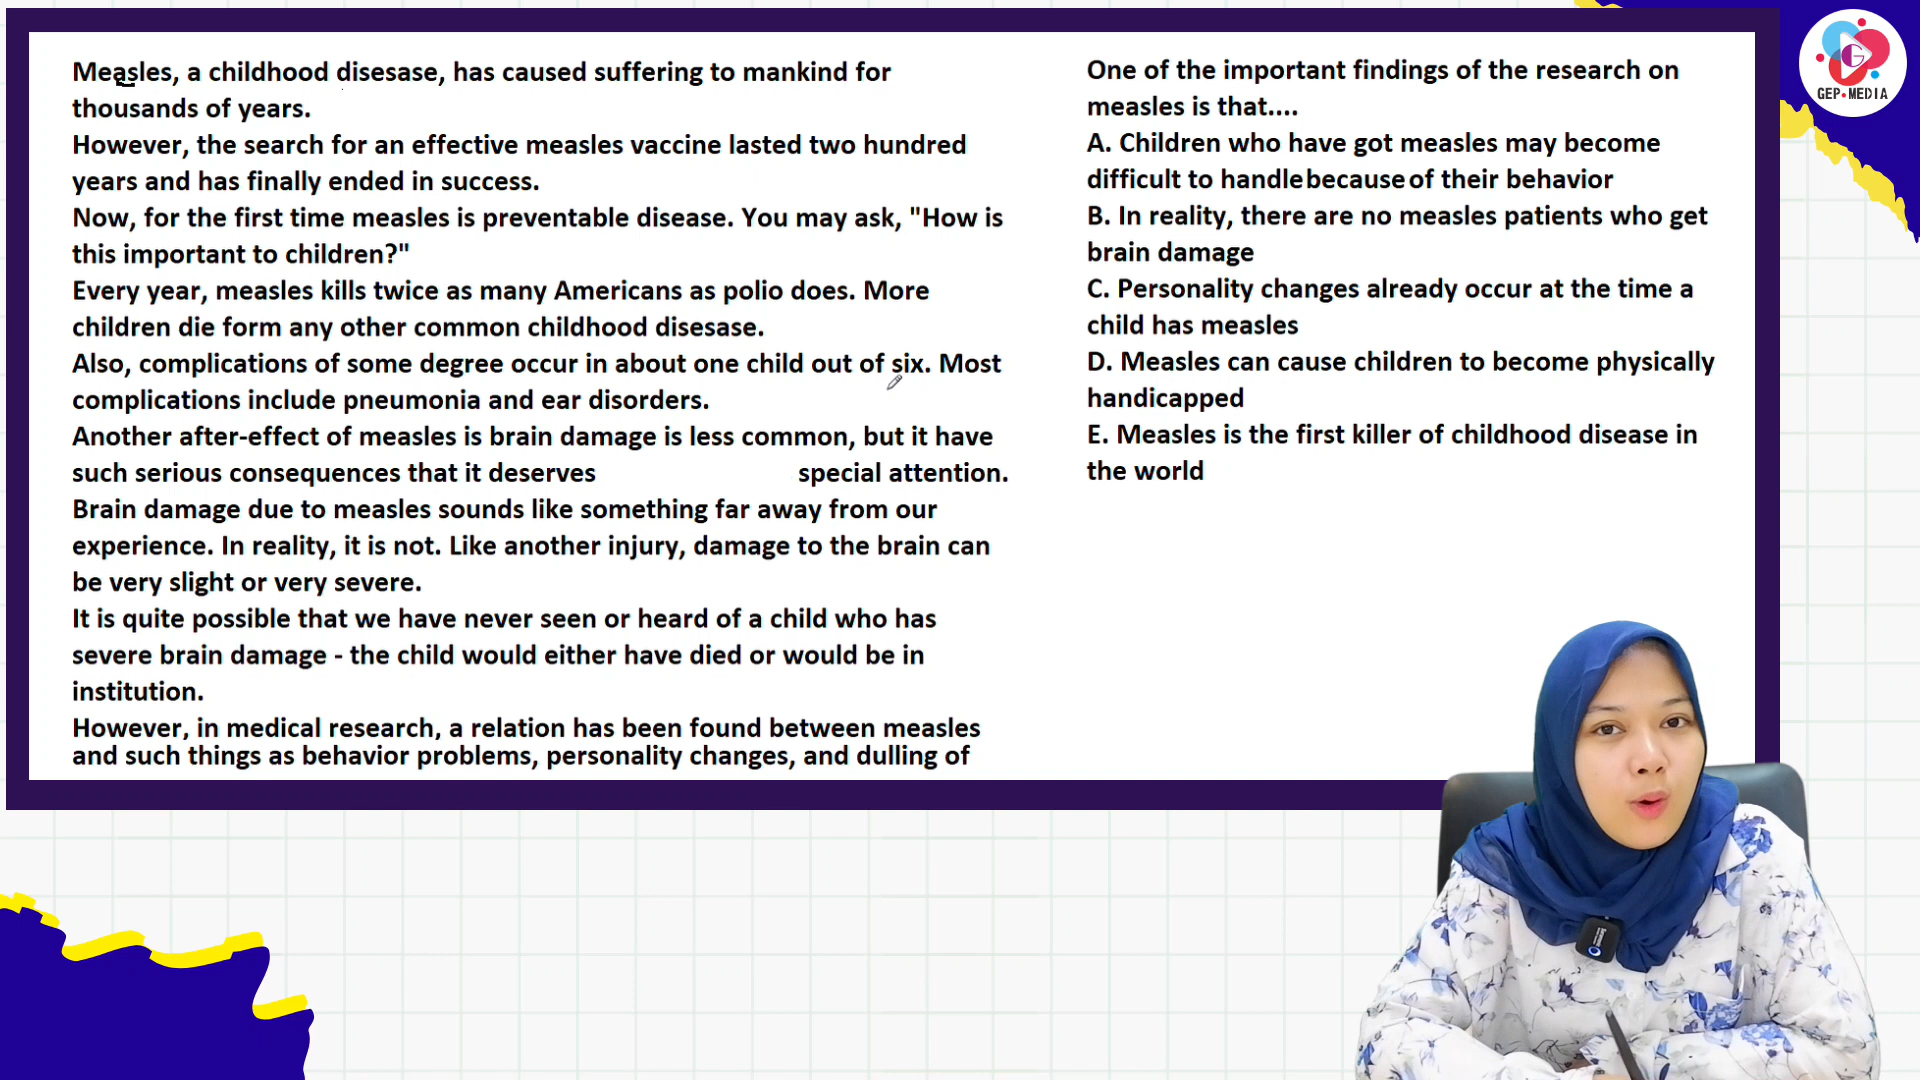 Measles, a childhood disesase, has caused suffering to mankind for
thousands of years.
However, the search for an effective measles vaccine lasted two hundred
years and has finally ended in success.
Now, for the first time measles is preventable disease. You may ask, "How is
this important to children?"
Every year, measles kills twice as many Americans as polio does. More
children die form any other common childhood disesase.
Also, complications of some degree occur in about one child out of six. Most
complications include pneumonia and ear disorders.
Another after-effect of measles is brain damage is less common, but it have
such serious consequences that it deserves special attention.
Brain damage due to measles sounds like something far away from our
experience. In reality, it is not. Like another injury, damage to the brain can
be very slight or very severe.
It is quite possible that we have never seen or heard of a child who has
severe brain damage - the child would either have died or would be in
institution.
However, in medical research, a relation has been found between measles
and such things as behavior problems, personality changes, and dulling of
One of the important findings of the research on
measles is that....
A. Children who have got measles may become
difficult to handle because of their behavior
B. In reality, there are no measles patients who get
brain damage
C. Personality changes already occur at the time a
child has measles
D. Measles can cause children to become physically
handicapped
E. Measles is the first killer of childhood disease in
the world
G
GEP•MEDIA